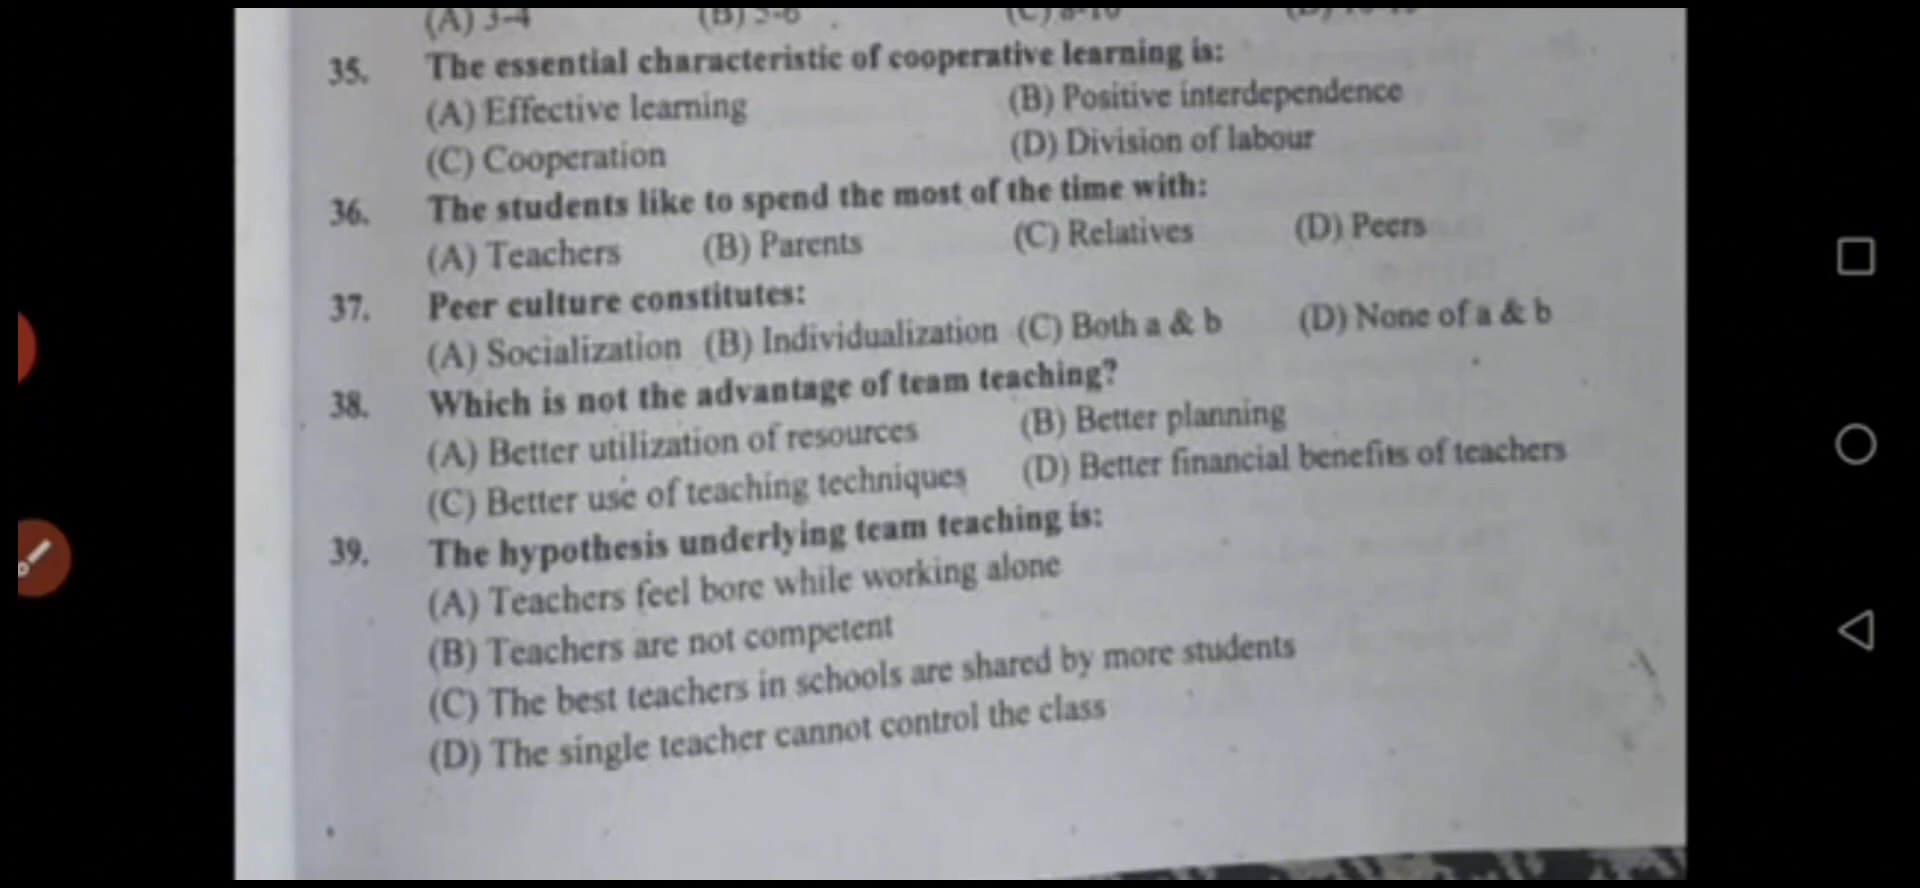 (A) 3-4 (B) 5-6
35. The essential characteristic of cooperative learning is:
(A) Effective learning (B) Positive interdependence
(C) Cooperation (D) Division of labour
36. The students like to spend the most of the time with:
(A) Teachers (B) Parents (C) Relatives (D) Peers
37. Peer culture constitutes:
(A) Socialization (B) Individualization (C) Both a & b (D) None of a & b
38. Which is not the advantage of team teaching?
(A) Better utilization of resources (B) Better planning
(C) Better use of teaching techniques (D) Better financial benefits of teachers
39. The hypothesis underlying team teaching is:
(A) Teachers feel bore while working alone
(B) Teachers are not competent
(C) The best teachers in schools are shared by more students
(D) The single teacher cannot control the class